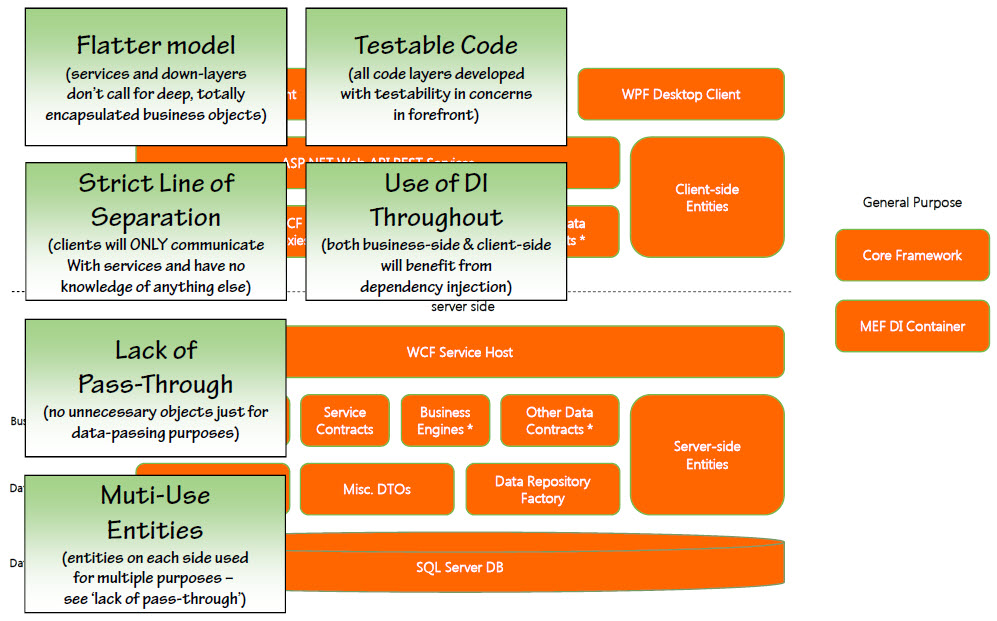 Flatter model
(services and down-layers
don't call for deep, totally
encapsulated business objects)
Testable Code
(all code layers developed
with testability in concerns
in forefront)
nt
WPF Desktop Client
ASP.NET Web API REST Services
Strict Line of
Separation
(clients will ONLY communicate
With services and have no
knowledge of anything else)
CF
xies
Use of DI
Throughout
(both business-side & client-side
will benefit from
dependency injection)
ata
ts *
Client-side
Entities
General Purpose
Core Framework
MEF DI Container
server side
Lack of
Pass-Through
(no unnecessary objects just for
data-passing purposes)
WCF Service Host
Bus
Service
Contracts
Business
Engines *
Other Data
Contracts *
Server-side
Entities
Dat
Misc. DTOs
Data Repository
Factory
Muti-Use
Entities
(entities on each side used
for multiple purposes –
see 'lack of pass-through')
Dat
SQL Server DB